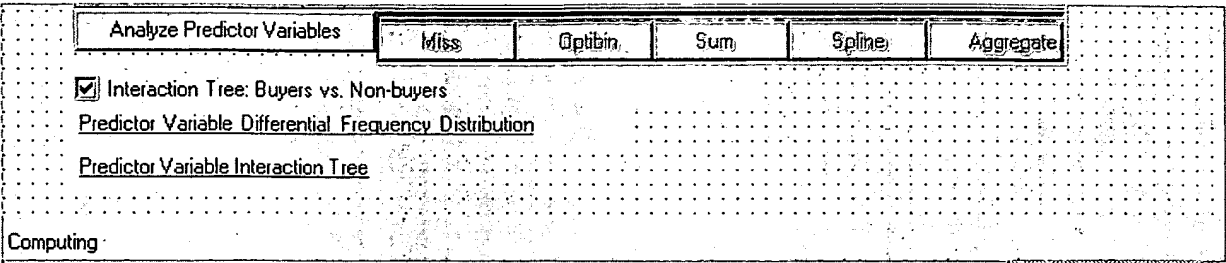 Analyze Predictor Variables Miss Optibin Sum Spline Aggregate
Interaction Tree: Buyers vs. Non-buyers
Predictor Variable Differential Frequency Distribution
Predictor Variable Interaction Tree
Computing